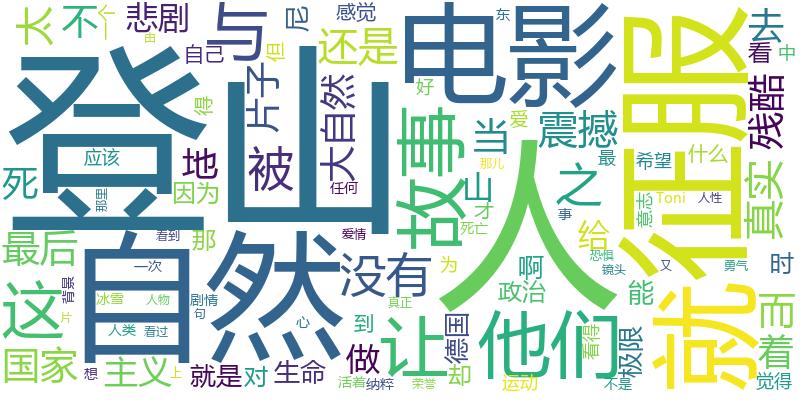 登山
自然
人
电影
征服
就
故事
他们
让
与
这
太
不
个
一
悲剧
由
尼
感觉
东
自己
但
还是
去
看
中
片子
得
大自然
好
震撼
残酷
当
爱
那儿
最
希望
什么
应该
地
被
死
因为
那里
任何
山
之
才
死亡
事
意志
Toni
人性
真实
最后
那
看到
爱情
没有
给
啊
为
恐惧
镜头
又
勇气
时
背景
一次
冰雪
人物
剧情
句
片
人类
看过
心
真正
到
政治
能
而
国家
主义
想
上
就是
对
生命
做
活着
纳粹
德国
却
荣誉
运动
看得
极限
不是
着
觉得